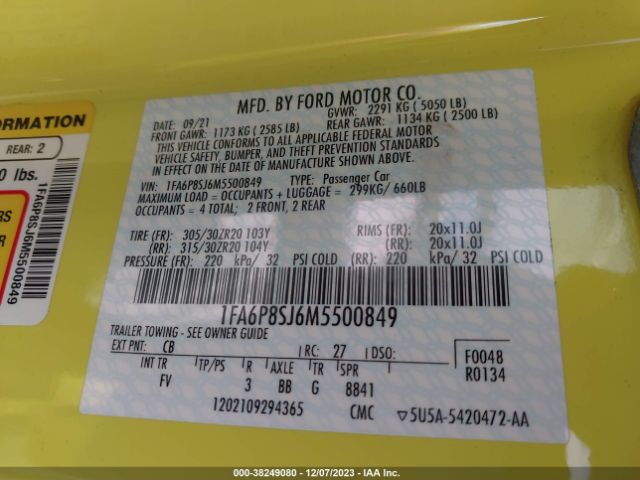 ORMATION
REAR: 2
0 lbs.
RS
1FA6P8SJ6M5500849
MFD. BY FORD MOTOR CO.
DATE: 09/21 GVWR: 2291 KG ( 5050 LB)
FRONT GAWR: 1173 KG ( 2585 LB) REAR GAWR: 1134 KG ( 2500 LB)
THIS VEHICLE CONFORMS TO ALL APPLICABLE FEDERAL MOTOR
VEHICLE SAFETY, BUMPER, AND THEFT PREVENTION STANDARDS
IN EFFECT ON THE DATE OF MANUFACTURE SHOWN ABOVE.
VIN: 1FA6P8SJ6M5500849 TYPE: Passenger Car
MAXIMUM LOAD = OCCUPANTS + LUGGAGE = 299KG/ 660LB
OCCUPANTS = 4 TOTAL; 2 FRONT, 2 REAR
TIRE (FR): 305/30ZR20 103Y RIMS (FR): 20x11.0J
(RR): 315/30ZR20 104Y (RR): 20x11.0J
PRESSURE (FR): 220 kPa/ 32 PSI COLD (RR): 220 kPa/ 32 PSI COLD
1FA6P8SJ6M5500849
TRAILER TOWING - SEE OWNER GUIDE
EXT PNT: CB RC: 27 DSO: F0048
INT TR TP/PS R AXLE TR SPR R0134
FV 3 BB G 8841
1202109294365 CMC ▽5U5A-5420472-AA
000 - 38249080 - 12/07/2023 - IAA Inc.